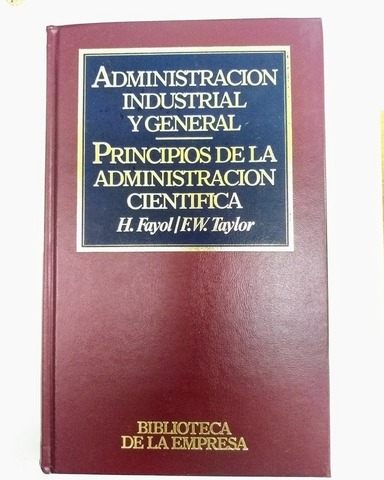 ADMINISTRACION
INDUSTRIAL
Y GENERAL
PRINCIPIOS DE LA
ADMINISTRACION
CIENTIFICA
H. Fayol/F.W. Taylor
BIBLIOTECA
DE LA EMPRESA